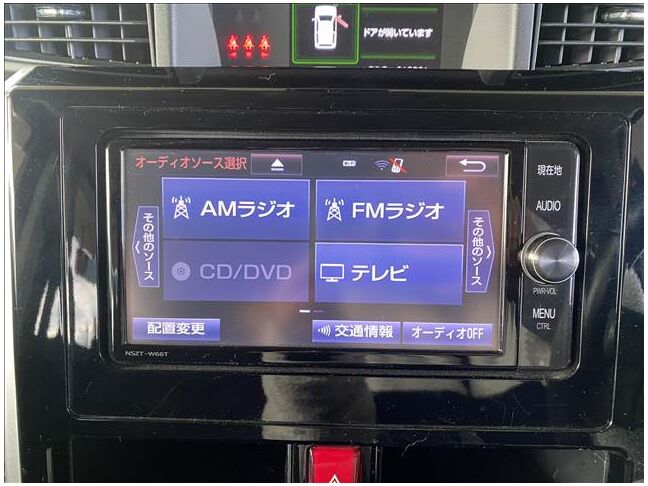 ドアが開いています
オーディオソース選択
現在地
AMラジオ
FMラジオ
AUDIO
その他のソース
その他のソース
CD/DVD
テレビ
PWR·VOL
MENU
CTRL
配置変更
交通情報
オーディオOFF
NSZT-W66T